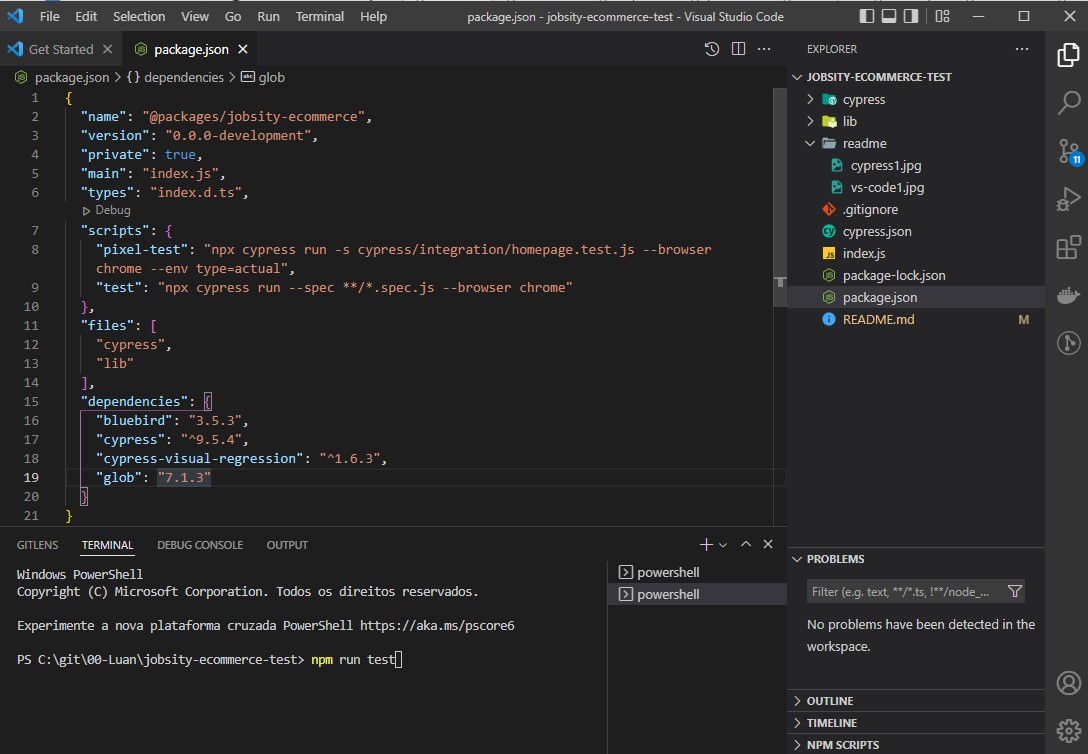 File Edit Selection View Go Run Terminal Help package.json - jobsity-ecommerce-test - Visual Studio Code
Get Started package.json
package.json > { } dependencies > glob
1 {
2 "name": "@packages/jobsity-ecommerce",
3 "version": "0.0.0-development",
4 "private": true,
5 "main": "index.js",
6 "types": "index.d.ts",
Debug
7 "scripts": {
8 "pixel-test": "npx cypress run -s cypress/integration/homepage.test.js --browser
chrome --env type=actual",
9 "test": "npx cypress run --spec **/*.spec.js --browser chrome"
10 },
11 "files": [
12 "cypress",
13 "lib"
14 ],
15 "dependencies": {
16 "bluebird": "3.5.3",
17 "cypress": "^9.5.4",
18 "cypress-visual-regression": "^1.6.3",
19 "glob": "7.1.3"
20 }
21 }
EXPLORER
JOBSITY-ECOMMERCE-TEST
cypress
lib
readme
cypress1.jpg
vs-code1.jpg
.gitignore
cypress.json
index.js
package-lock.json
package.json
README.md M
11
GITLENS TERMINAL DEBUG CONSOLE OUTPUT
Windows PowerShell
Copyright (C) Microsoft Corporation. Todos os direitos reservados.
Experimente a nova plataforma cruzada PowerShell https://aka.ms/pscore6
PS C:\git\00-Luan\jobsity-ecommerce-test> npm run test
powershell
powershell
PROBLEMS
Filter (e.g. text, **/*.ts, !**/node_...
No problems have been detected in the
workspace.
OUTLINE
TIMELINE
NPM SCRIPTS